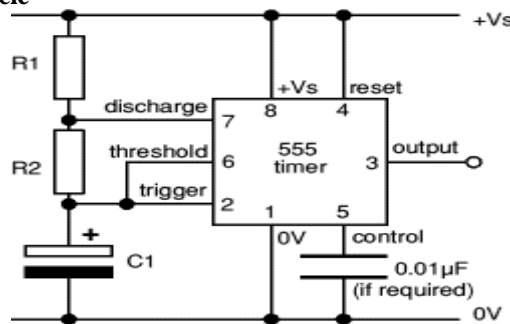 +Vs
R1
+Vs reset
discharge
7 8 4
threshold 555 output
6 timer 3
R2
trigger
2 1 5
+
0V control
C1
0.01µF
(if required)
0V